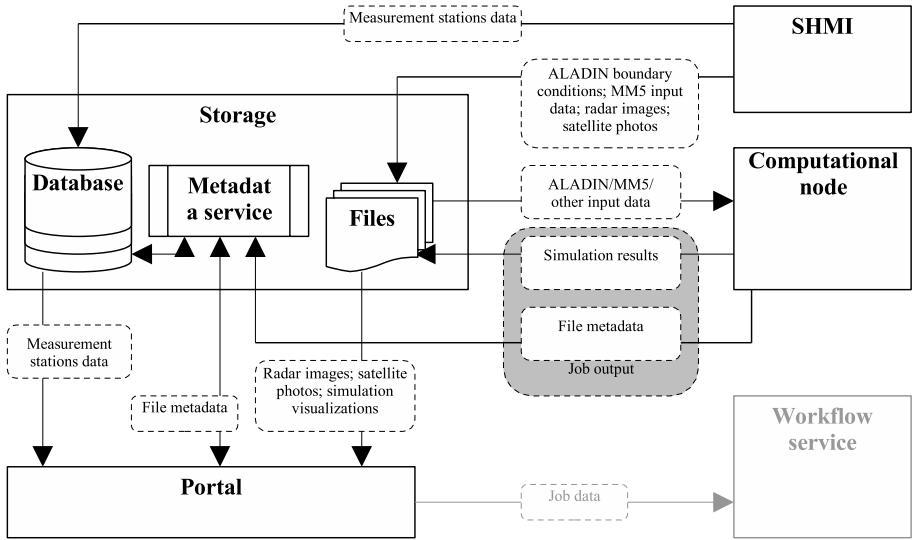 Measurement stations data
SHMI
ALADIN boundary
conditions; MM5 input
data; radar images;
satellite photos
Storage
Database
Metadat
a service
Files
ALADIN/MM5/
other input data
Computational
node
Simulation results
File metadata
Job output
Measurement
stations data
File metadata
Radar images; satellite
photos; simulation
visualizations
Workflow
service
Portal
Job data